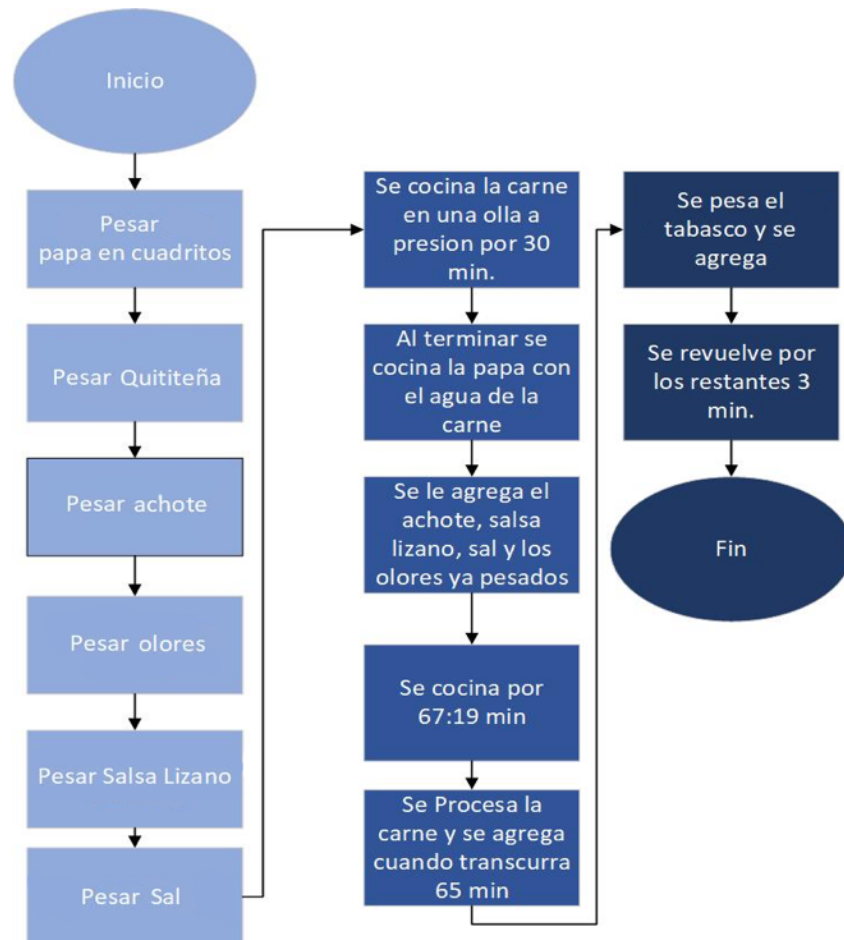 Inicio
Pesar
papa en cuadritos
Pesar Quititeña
Pesar achote
Pesar olores
Pesar Salsa Lizano
Pesar Sal
Se cocina la carne
en una olla a
presion por 30
min.
Al terminar se
cocina la papa con
el agua de la
carne
Se le agrega el
achote, salsa
lizano, sal y los
olores ya pesados
Se cocina por
67:19 min
Se Procesa la
carne y se agrega
cuando transcurra
65 min
Se pesa el
tabasco y se
agrega
Se revuelve por
los restantes 3
min.
Fin